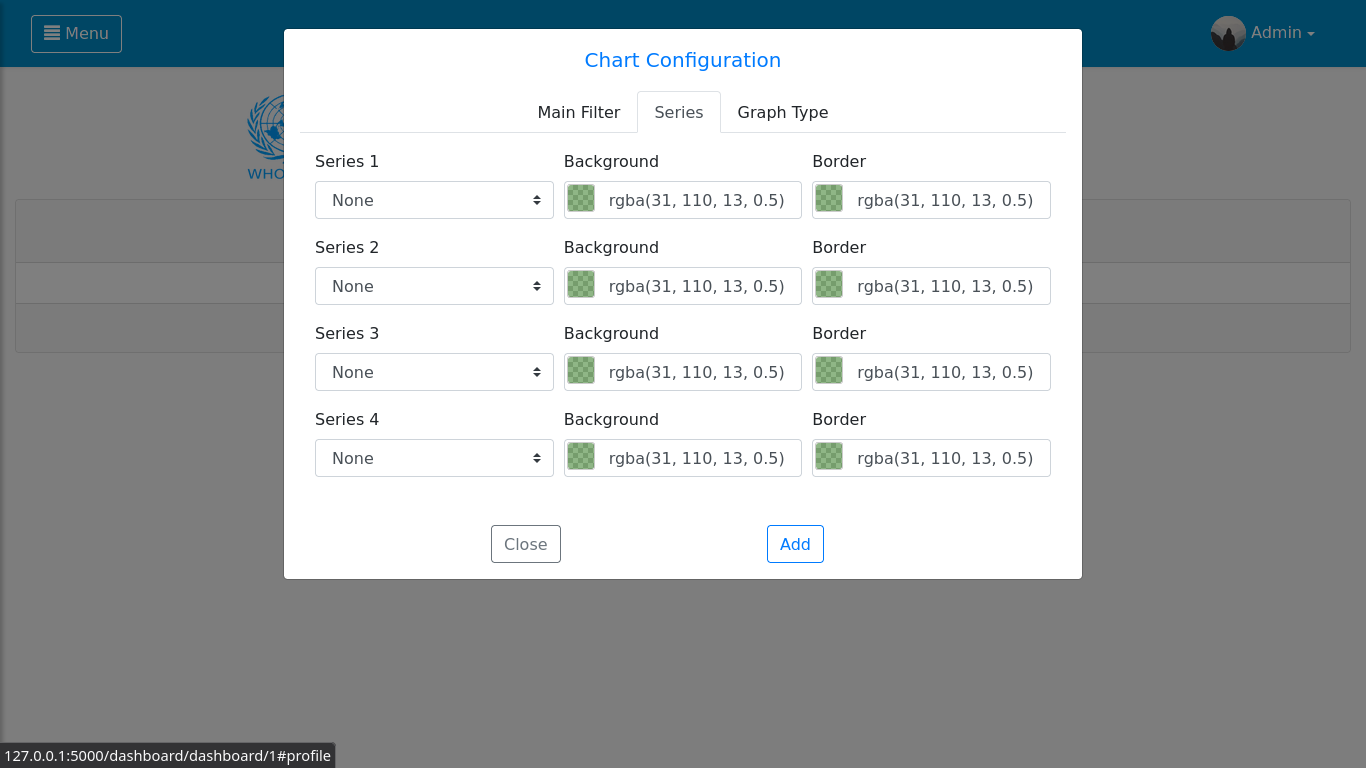 Menu
Admin
Chart Configuration
Main Filter Series Graph Type
Series 1 Background Border
None rgba(31, 110, 13, 0.5) rgba(31, 110, 13, 0.5)
Series 2 Background Border
None rgba(31, 110, 13, 0.5) rgba(31, 110, 13, 0.5)
Series 3 Background Border
None rgba(31, 110, 13, 0.5) rgba(31, 110, 13, 0.5)
Series 4 Background Border
None rgba(31, 110, 13, 0.5) rgba(31, 110, 13, 0.5)
Close Add
127.0.0.1:5000/dashboard/dashboard/1#profile